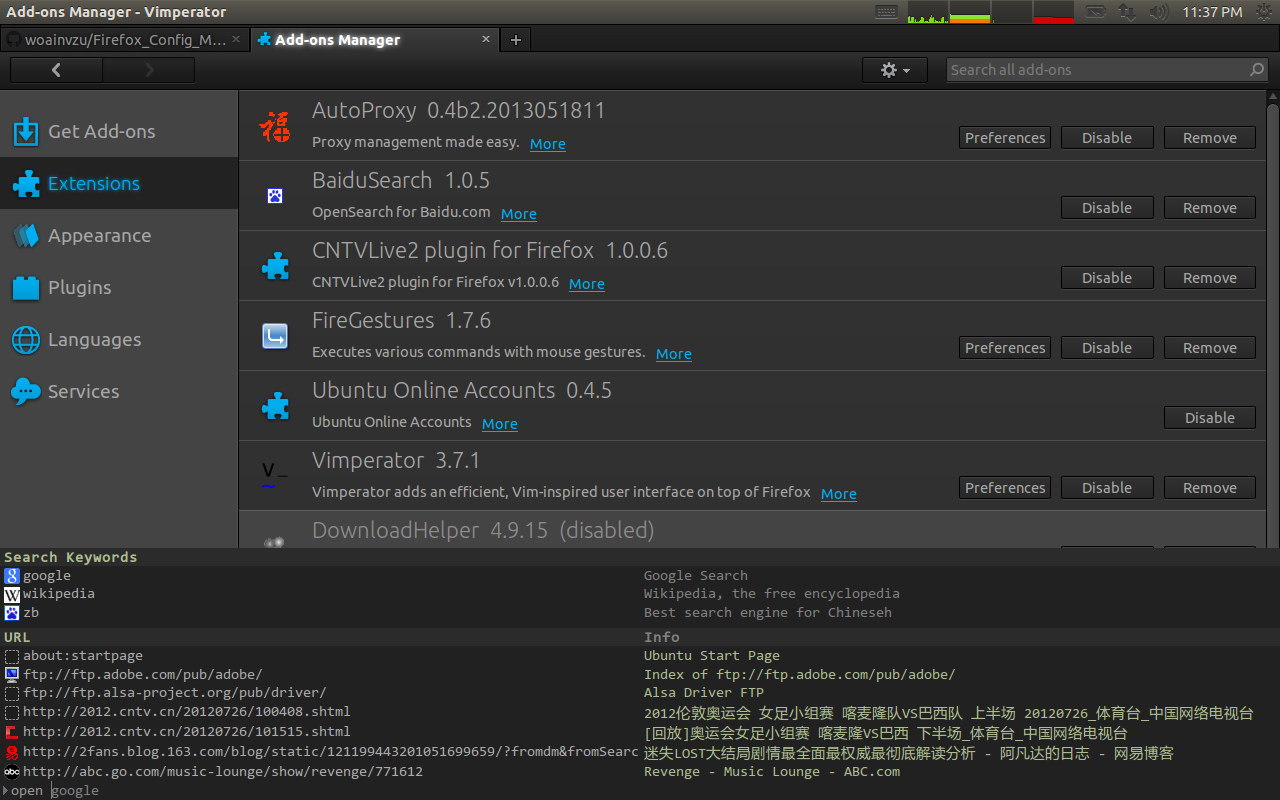 Add-ons Manager - Vimperator
11:37 PM
woainvzu/Firefox_Config_M...
Add-ons Manager
Search all add-ons
Get Add-ons
Extensions
Appearance
Plugins
Languages
Services
AutoProxy 0.4b2.2013051811
Proxy management made easy. More
Preferences Disable Remove
BaiduSearch 1.0.5
OpenSearch for Baidu.com More
Disable Remove
CNTVLive2 plugin for Firefox 1.0.0.6
CNTVLive2 plugin for Firefox v1.0.0.6 More
Disable Remove
FireGestures 1.7.6
Executes various commands with mouse gestures. More
Preferences Disable Remove
Ubuntu Online Accounts 0.4.5
Ubuntu Online Accounts More
Disable
Vimperator 3.7.1
Vimperator adds an efficient, Vim-inspired user interface on top of Firefox More
Preferences Disable Remove
DownloadHelper 4.9.15 (disabled)
Search Keywords
google Google Search
wikipedia Wikipedia, the free encyclopedia
zb Best search engine for Chineseh
URL Info
about:startpage Ubuntu Start Page
ftp://ftp.adobe.com/pub/adobe/ Index of ftp://ftp.adobe.com/pub/adobe/
ftp://ftp.alsa-project.org/pub/driver/ Alsa Driver FTP
http://2012.cntv.cn/20120726/100408.shtml 2012伦敦奥运会 女足小组赛 喀麦隆队VS巴西队 上半场 20120726_体育台_中国网络电视台
http://2012.cntv.cn/20120726/101515.shtml [回放]奥运会女足小组赛 喀麦隆VS巴西 下半场_体育台_中国网络电视台
http://2fans.blog.163.com/blog/static/121199443201051699659/?fromdm&fromSearc 迷失LOST大结局剧情最全面最权威最彻底解读分析 - 阿凡达的日志 - 网易博客
http://abc.go.com/music-lounge/show/revenge/771612 Revenge - Music Lounge - ABC.com
open google